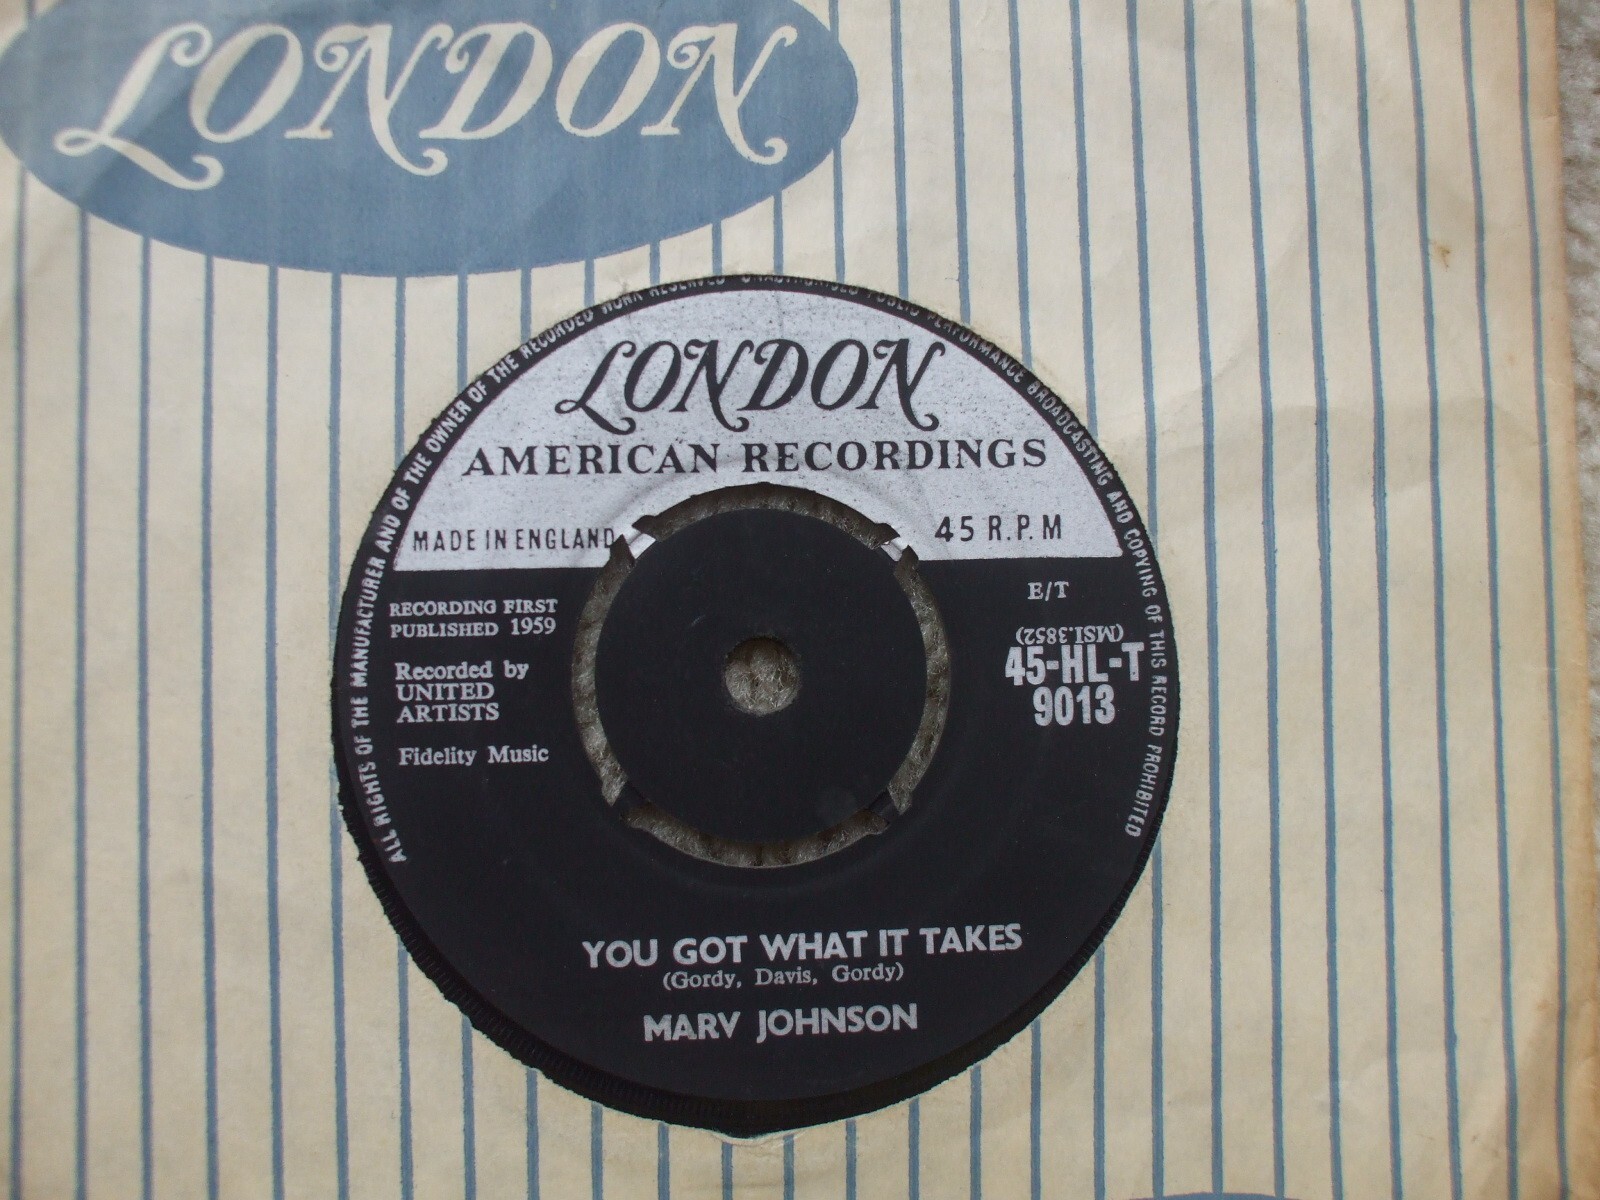 LONDON
ALL RIGHTS OF THE MANUFACTURER AND OF THE OWNER OF THE RECORDED WORK RESERVED UNAUTHORISED PUBLIC PERFORMANCE BROADCASTING AND COPYING OF THIS RECORD PROHIBITED
LONDON
AMERICAN RECORDINGS
MADE IN ENGLAND
45 R.P.M
RECORDING FIRST
PUBLISHED 1959
Recorded by
UNITED
ARTISTS
Fidelity Music
E/T
(MSI.3852)
45-HL-T
9013
YOU GOT WHAT IT TAKES
(Gordy, Davis, Gordy)
MARV JOHNSON